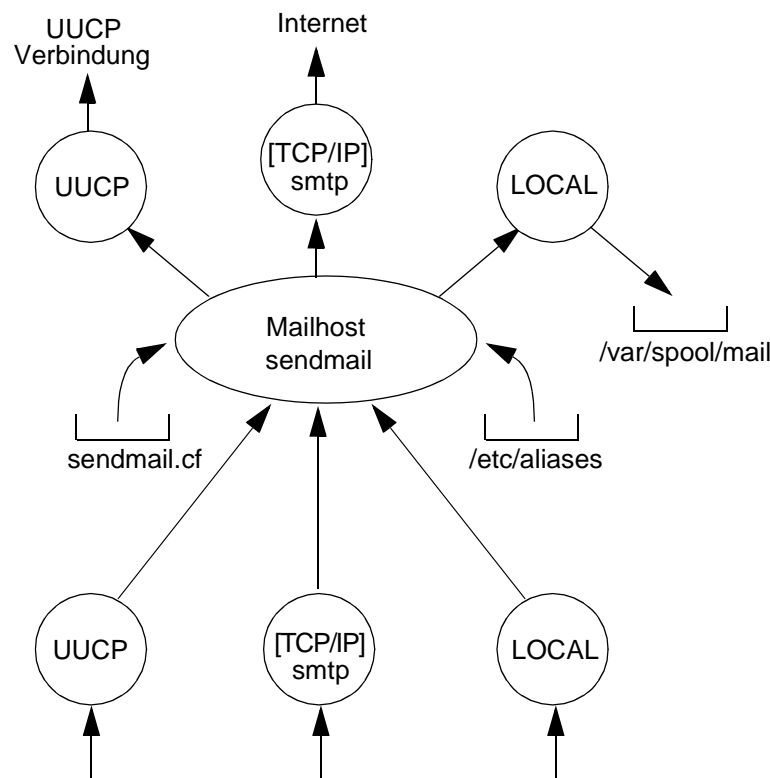 UUCP
Verbindung
Internet
UUCP
[TCP/IP]
smtp
LOCAL
Mailhost
sendmail
/var/spool/mail
sendmail.cf
/etc/aliases
UUCP
[TCP/IP]
smtp
LOCAL